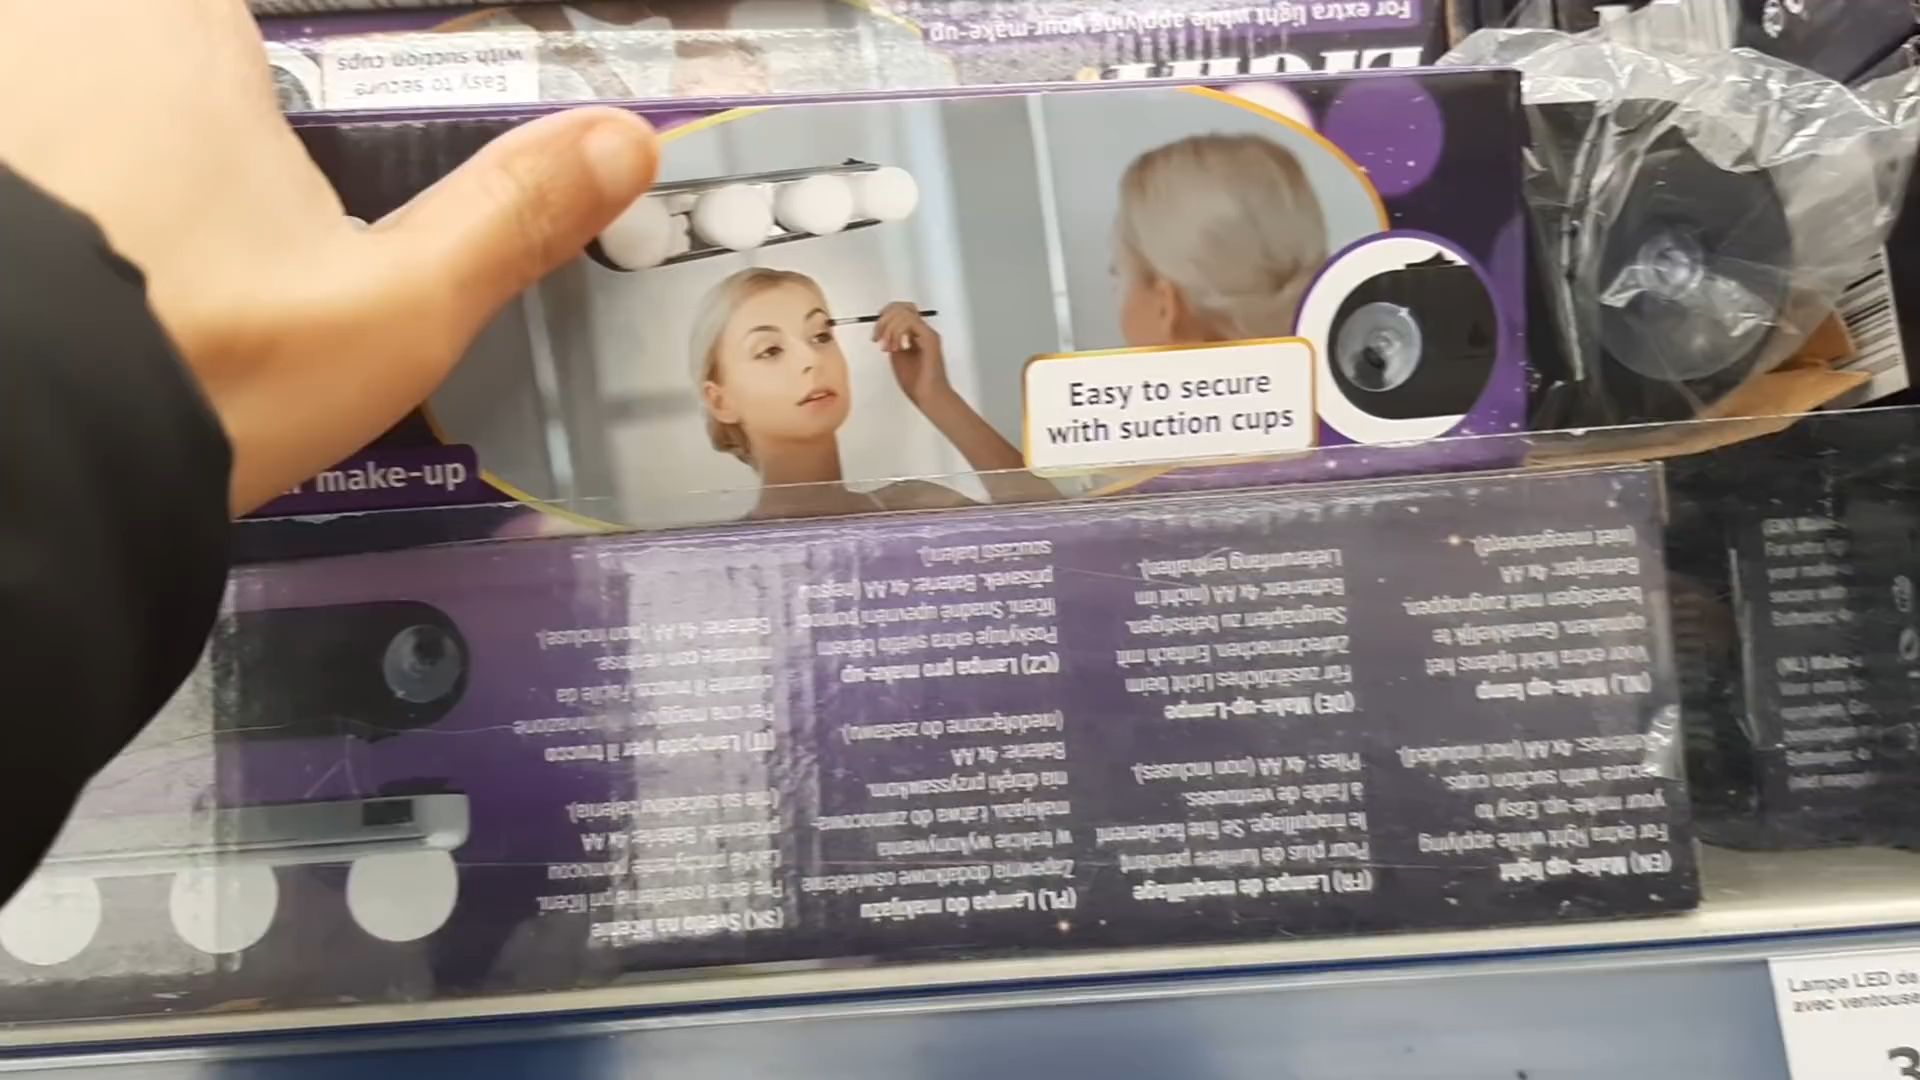 For extra light while applying your make-up
LIGHT
Easy to secure
with suction cups
Easy to secure
with suction cups
make-up
(EN) Make-up light
For extra light while applying
your make-up. Easy to
secure with suction cups.
Batteries: 4x AA (not included).
(NL) Make-up lamp
Voor extra licht tijdens het
opmaken. Gemakkelijk te
bevestigen met zuignappen.
Batterijen: 4x AA
(niet meegeleverd).
(FR) Lampe de maquillage
Pour plus de lumière pendant
le maquillage. Se fixe facilement
à l'aide de ventouses.
Piles : 4x AA (non incluses).
(DE) Make-up-Lampe
Für zusätzliches Licht beim
Zurechtmachen. Einfach mit
Saugnäpfen zu befestigen.
Batterien: 4x AA (nicht im
Lieferumfang enthalten).
(PL) Lampa do makijażu
Zapewnia dodatkowe oświetlenie
w trakcie wykonywania
makijażu. Łatwa do zamocowa-
nia dzięki przyssawkom.
Baterie: 4x AA
(niedołączone do zestawu).
(CZ) Lampa pro make-up
Poskytuje extra světlo během
líčení. Snadné upevnění pomocí
přísavek. Baterie: 4x AA (nejsou
součástí balení).
(SK) Svetlo na líčenie
Pre extra osvetlenie pri líčení.
Ľahké prichytenie pomocou
prísaviek. Batérie: 4x AA
(nie sú súčasťou balenia).
(IT) Lampada per il trucco
Per una maggior illuminazione
durante il trucco. Facile da
montare con ventose.
Batterie: 4x AA (non incluse).
Lampe LED de
avec ventouse
3